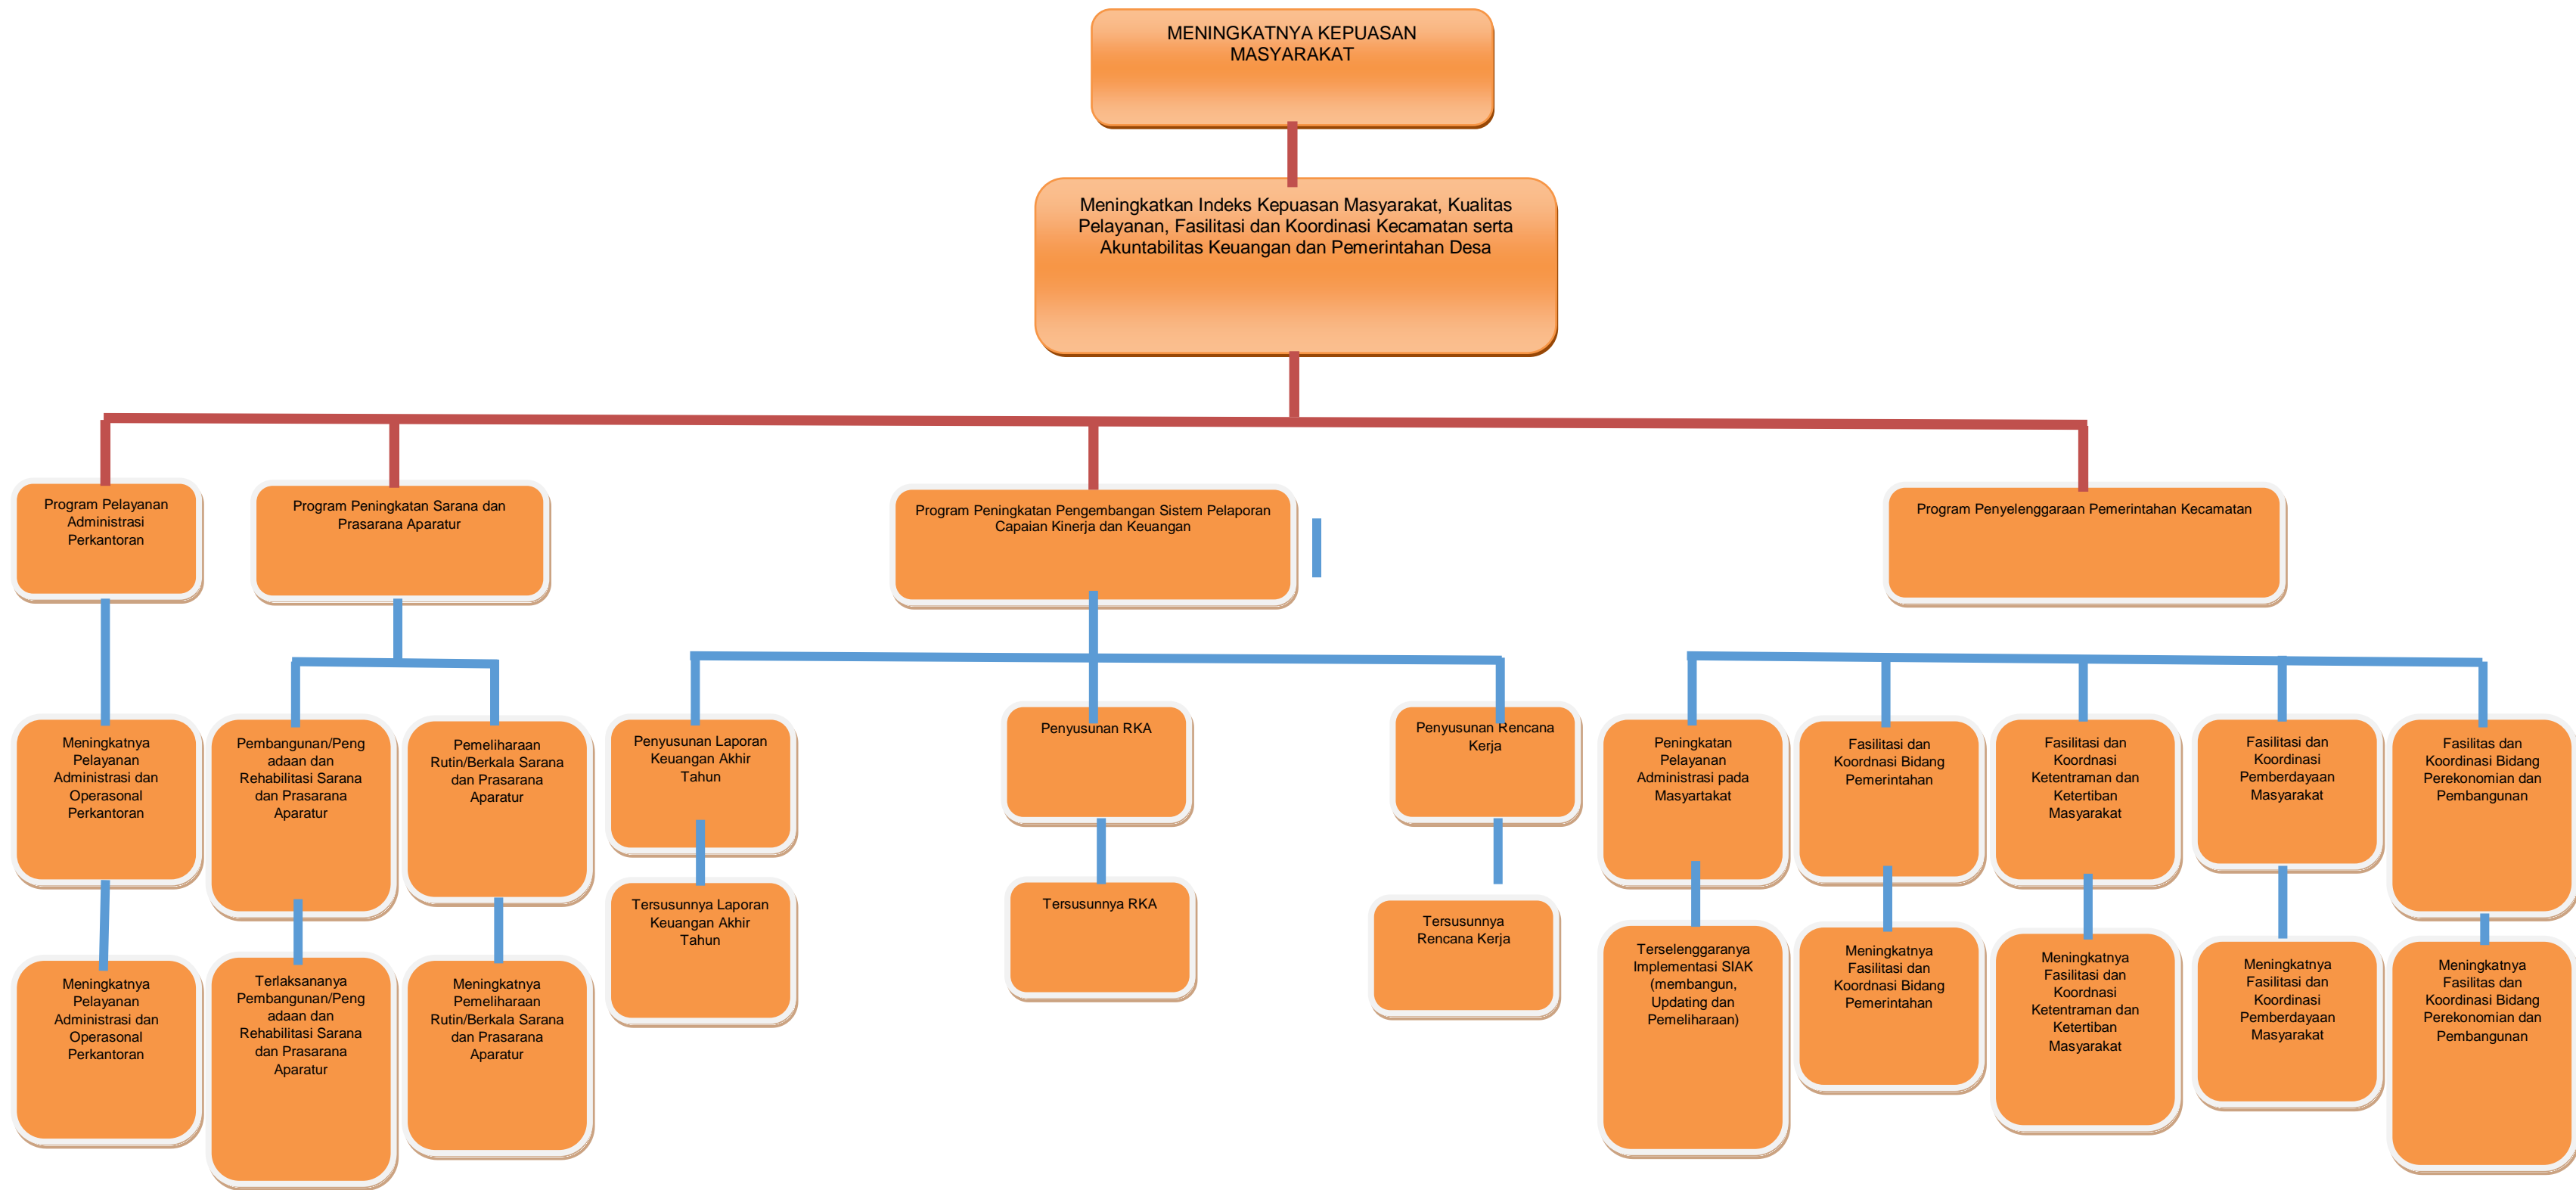 MENINGKATNYA KEPUASAN
MASYARAKAT
Meningkatkan Indeks Kepuasan Masyarakat, Kualitas
Pelayanan, Fasilitasi dan Koordinasi Kecamatan serta
Akuntabilitas Keuangan dan Pemerintahan Desa
Program Pelayanan
Administrasi
Perkantoran
Program Peningkatan Sarana dan
Prasarana Aparatur
Program Peningkatan Pengembangan Sistem Pelaporan
Capaian Kinerja dan Keuangan
Program Penyelenggaraan Pemerintahan Kecamatan
Meningkatnya
Pelayanan
Administrasi dan
Operasonal
Perkantoran
Pembangunan/Peng
adaan dan
Rehabilitasi Sarana
dan Prasarana
Aparatur
Pemeliharaan
Rutin/Berkala Sarana
dan Prasarana
Aparatur
Penyusunan Laporan
Keuangan Akhir
Tahun
Penyusunan RKA
Penyusunan Rencana
Kerja
Peningkatan
Pelayanan
Administrasi pada
Masyartakat
Fasilitasi dan
Koordnasi Bidang
Pemerintahan
Fasilitasi dan
Koordnasi
Ketentraman dan
Ketertiban
Masyarakat
Fasilitasi dan
Koordinasi
Pemberdayaan
Masyarakat
Fasilitas dan
Koordinasi Bidang
Perekonomian dan
Pembangunan
Meningkatnya
Pelayanan
Administrasi dan
Operasonal
Perkantoran
Terlaksananya
Pembangunan/Peng
adaan dan
Rehabilitasi Sarana
dan Prasarana
Aparatur
Meningkatnya
Pemeliharaan
Rutin/Berkala Sarana
dan Prasarana
Aparatur
Tersusunnya Laporan
Keuangan Akhir
Tahun
Tersusunnya RKA
Tersusunnya
Rencana Kerja
Terselenggaranya
Implementasi SIAK
(membangun,
Updating dan
Pemeliharaan)
Meningkatnya
Fasilitasi dan
Koordnasi Bidang
Pemerintahan
Meningkatnya
Fasilitasi dan
Koordnasi
Ketentraman dan
Ketertiban
Masyarakat
Meningkatnya
Fasilitasi dan
Koordinasi
Pemberdayaan
Masyarakat
Meningkatnya
Fasilitas dan
Koordinasi Bidang
Perekonomian dan
Pembangunan